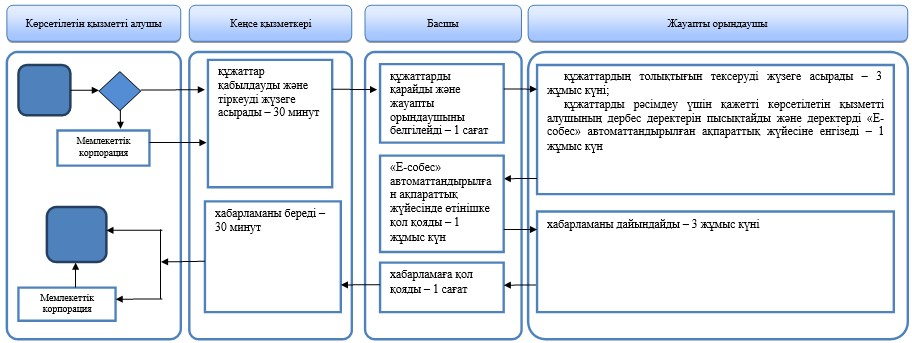 Көрсетілетін қызметті алушы
Кеңсе қызметкері
Басшы
Жауапты орындаушы
Мемлекеттік
корпорация
құжаттар
қабылдауды және
тіркеуді жүзеге
асырады – 30 минут
құжаттарды
қарайды және
жауапты
орындаушыны
белгілейді – 1 сағат
құжаттардың толықтығын тексеруді жүзеге асырады – 3
жұмыс күні;
құжаттарды рәсімдеу үшін қажетті көрсетілетін қызметті
алушының дербес деректерін пысықтайды және деректерді «Е-
собес» автоматтандырылған ақпараттық жүйесіне енгізеді – 1
жұмыс күн
«Е-собес»
автоматтандырылға
н ақпараттық
жүйесінде өтінішке
қол қояды – 1
жұмыс күн
хабарламаны дайындайды – 3 жұмыс күні
хабарламаға қол
қояды – 1 сағат
хабарламаны береді –
30 минут
Мемлекеттік
корпорация